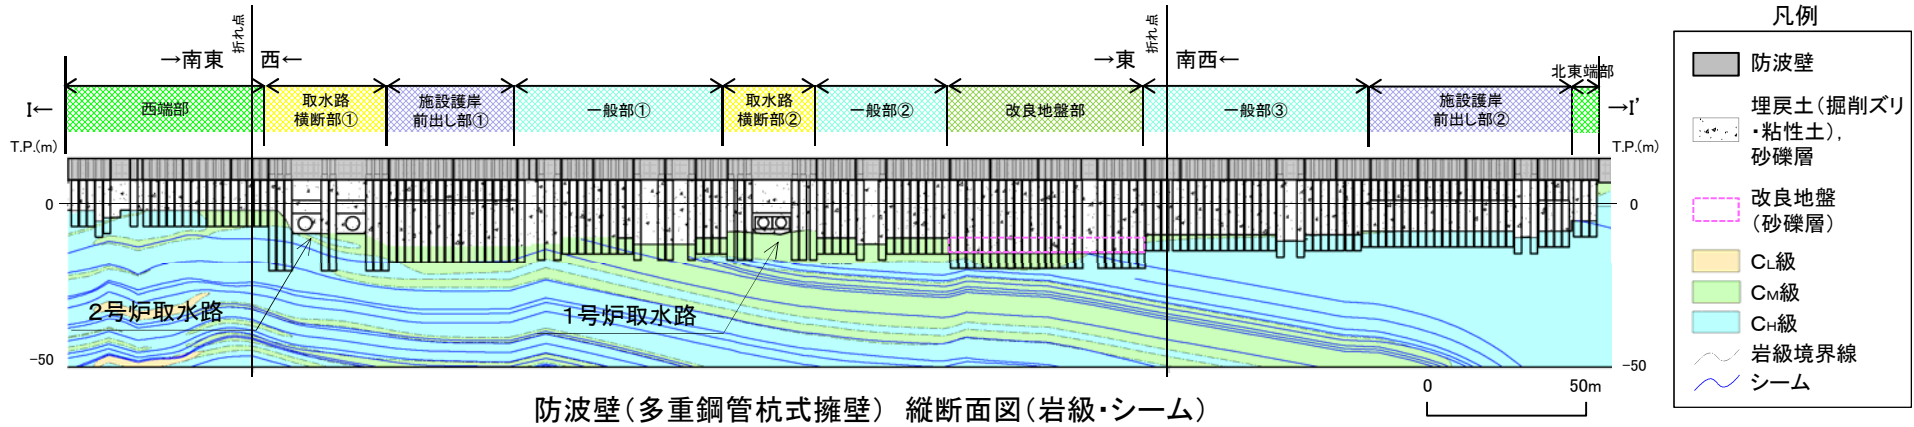 凡例
折れ点
折れ点
→南東
西←
→東
南西←
北東端部
I←
西端部
取水路
横断部①
施設護岸
前出し部①
一般部①
取水路
横断部②
一般部②
改良地盤部
一般部③
施設護岸
前出し部②
→I'
T.P.(m)
T.P.(m)
0
0
2号炉取水路
1号炉取水路
-50
-50
0
50m
防波壁(多重鋼管杭式擁壁) 縦断面図(岩級・シーム)
防波壁
埋戻土(掘削ズリ
・粘性土),
砂礫層
改良地盤
(砂礫層)
CL級
CM級
CH級
岩級境界線
シーム